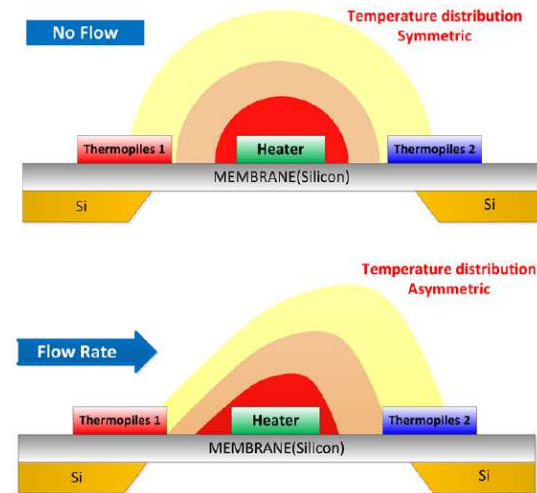 Temperature distribution
Symmetric
No Flow
Thermopiles 1
Heater
Thermopiles 2
MEMBRANE(Silicon)
Si
Si
Temperature distribution
Asymmetric
Flow Rate
Thermopiles 1
Heater
Thermopiles 2
MEMBRANE(Silicon)
Si
Si